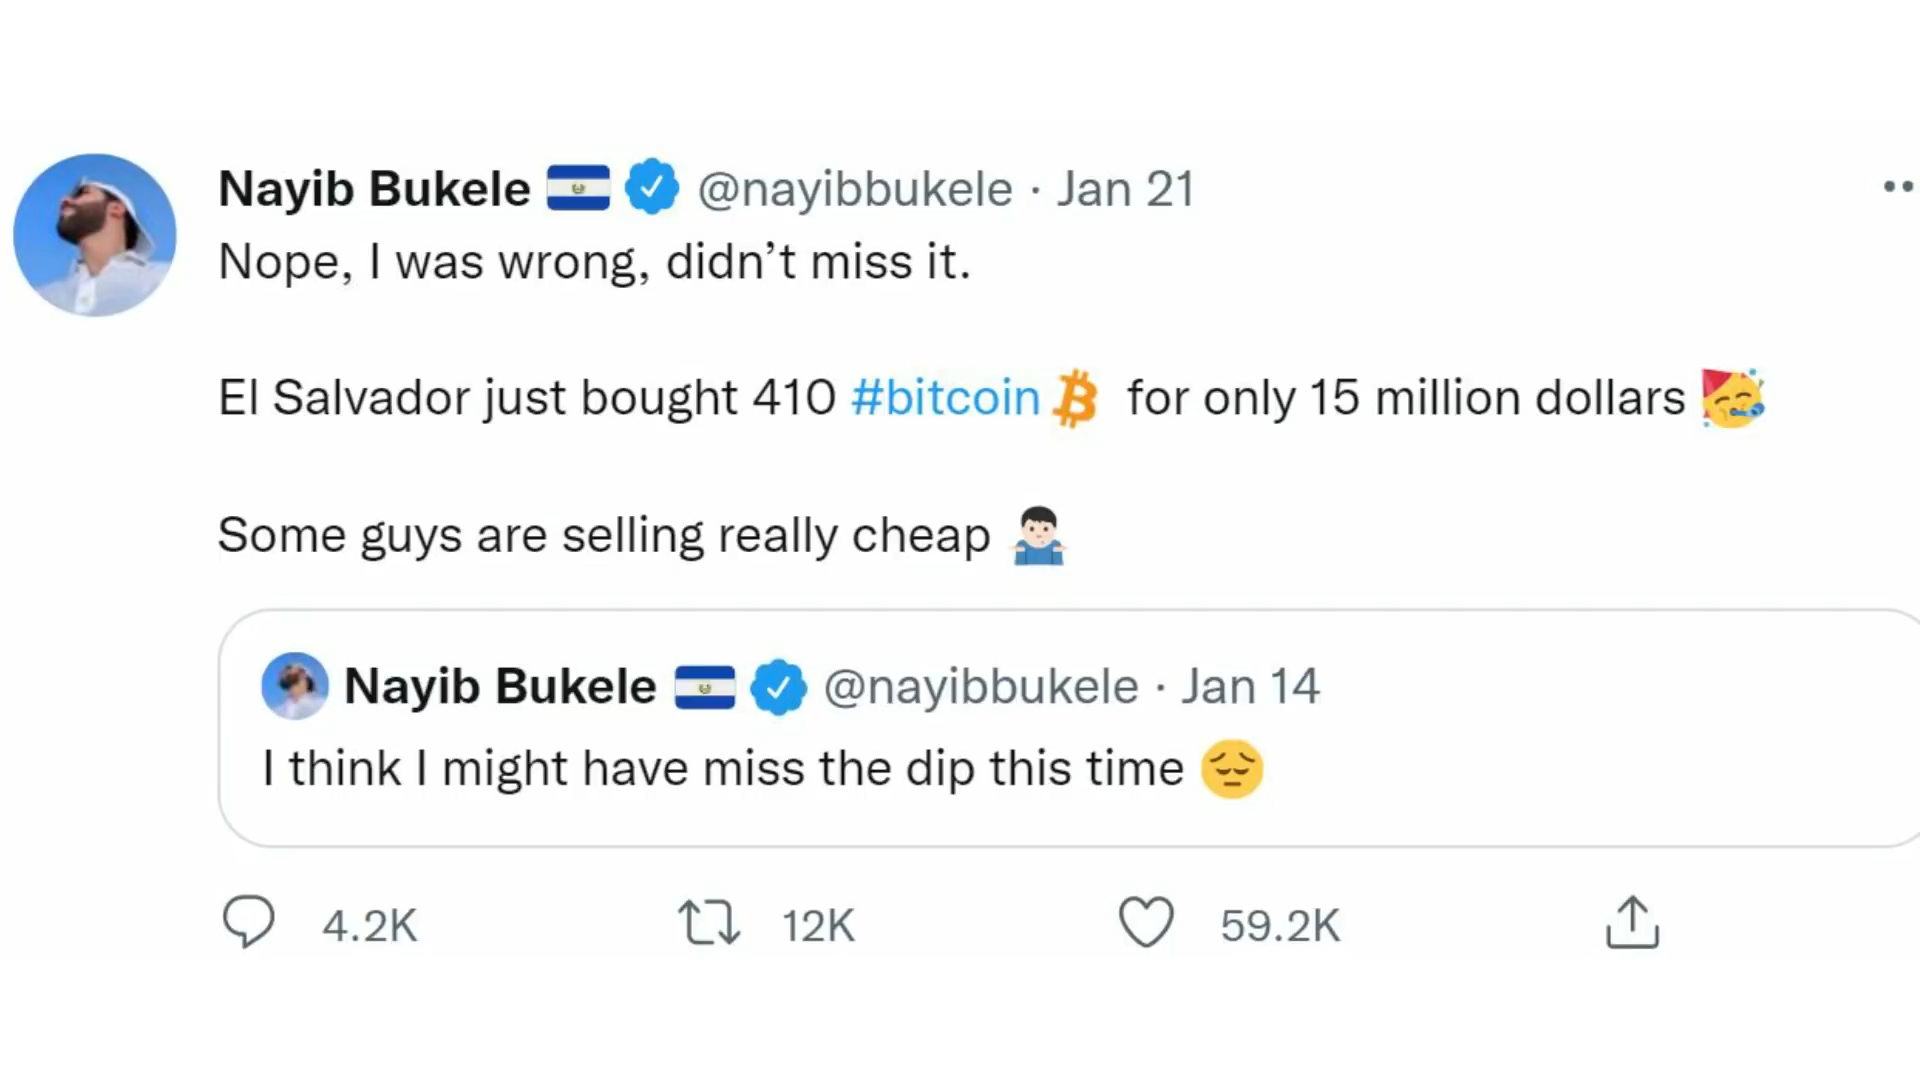 Nayib Bukele 🇸🇻 @nayibbukele · Jan 21
Nope, I was wrong, didn’t miss it.
El Salvador just bought 410 #bitcoin for only 15 million dollars 🥳
Some guys are selling really cheap 🤷🏻‍♂️
Nayib Bukele 🇸🇻 @nayibbukele · Jan 14
I think I might have miss the dip this time 😔
4.2K 12K 59.2K